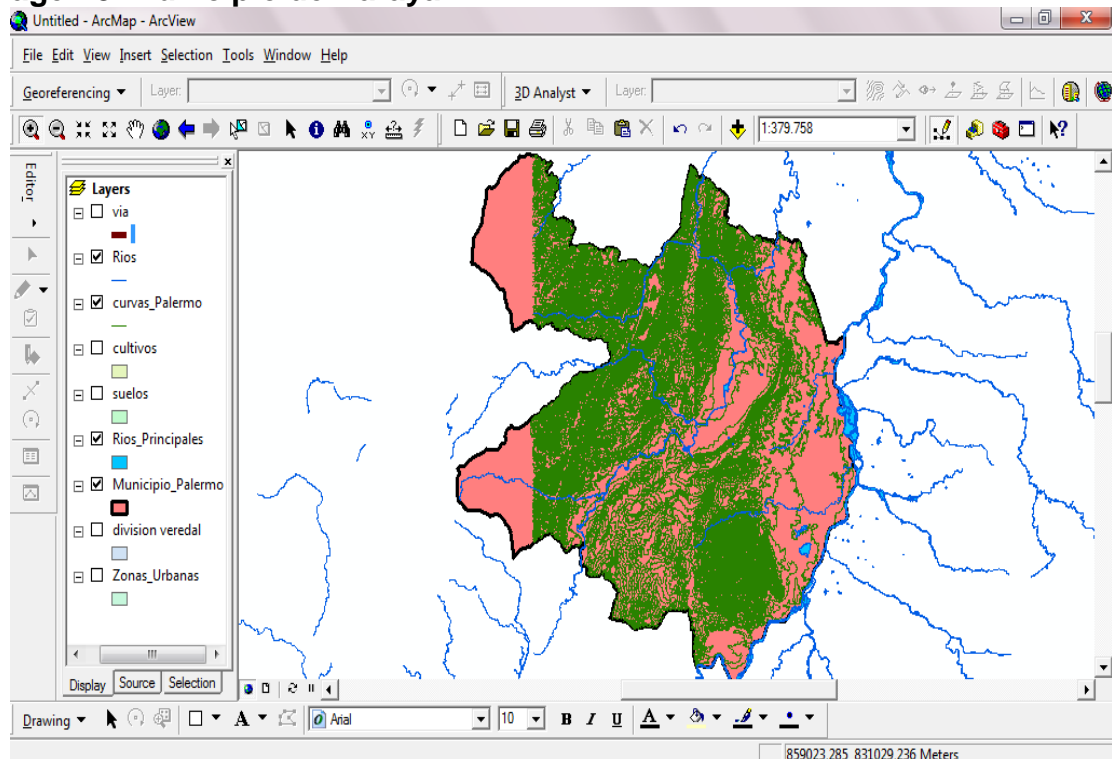 Untitled - ArcMap - ArcView
File Edit View Insert Selection Tools Window Help
Georeferencing Layer: 3D Analyst Layer:
1:379.758
Editor
Layers
via
Rios
curvas_Palermo
cultivos
suelos
Rios_Principales
Municipio_Palermo
division veredal
Zonas_Urbanas
Display Source Selection
Drawing A Arial 10 B I U A
859023,285 831029,236 Meters